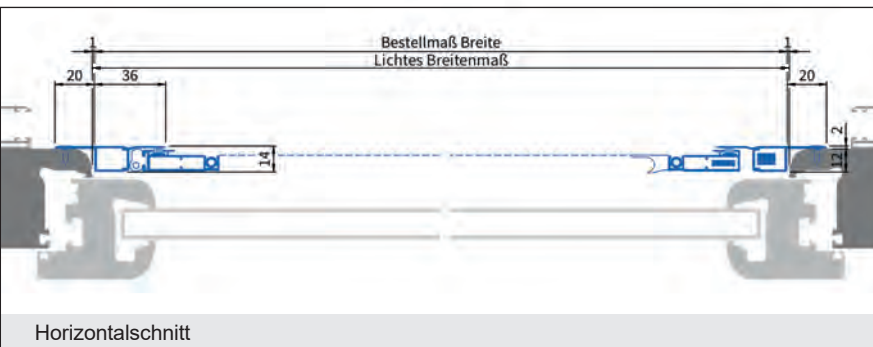 1 Bestellmaß Breite 1
Lichtes Breitenmaß
20 36 20
14 2
12
Horizontalschnitt